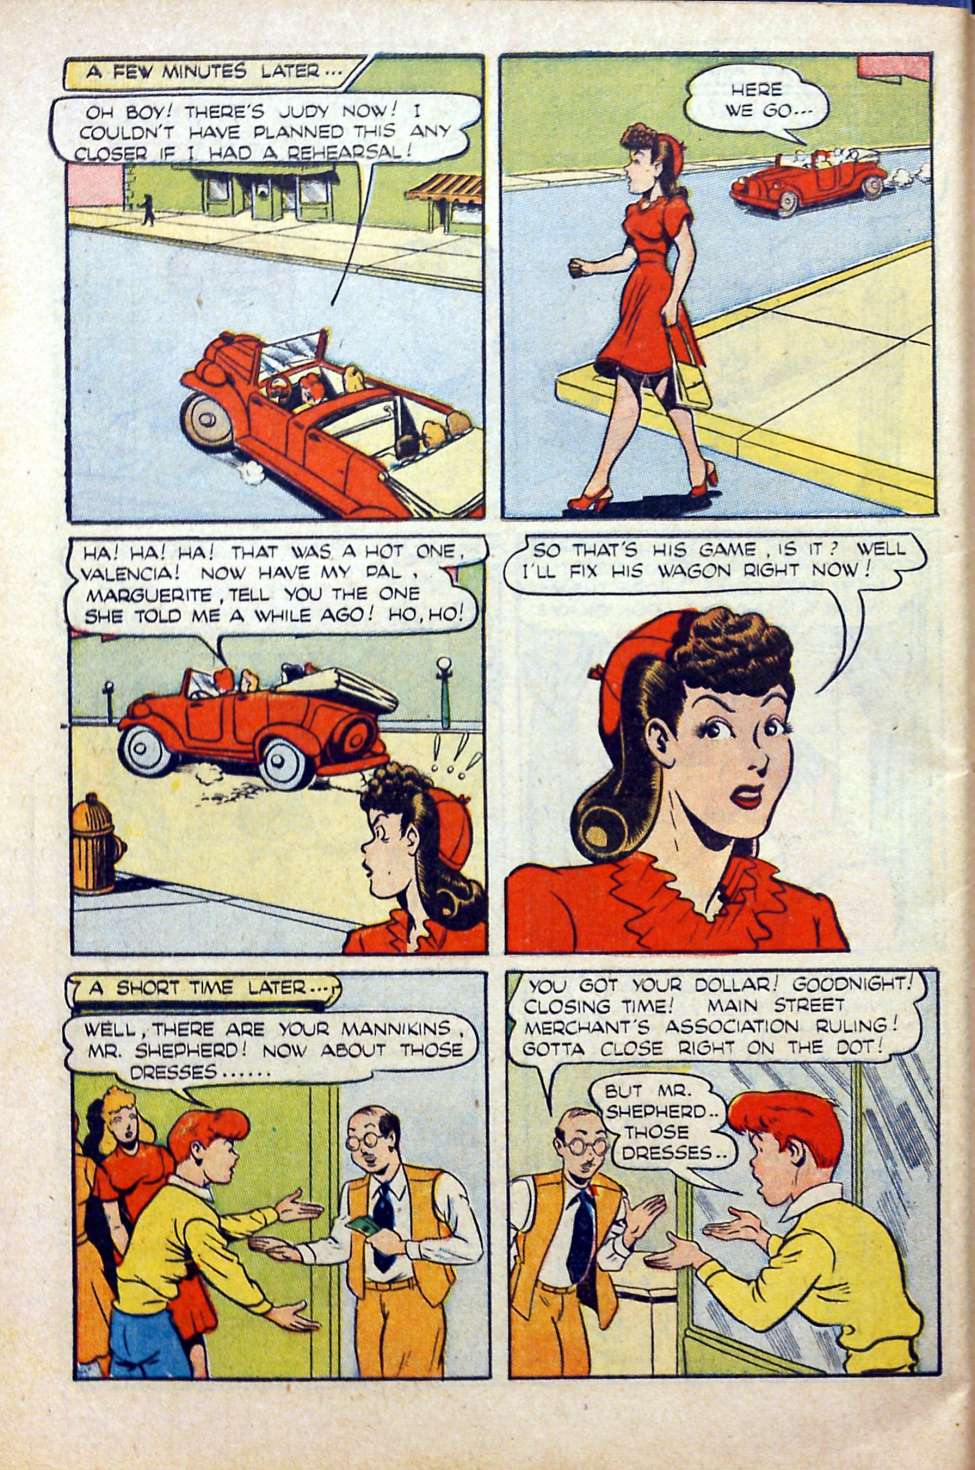 A FEW MINUTES LATER...
OH BOY! THERE'S JUDY NOW! I
COULDN'T HAVE PLANNED THIS ANY
CLOSER IF I HAD A REHEARSAL!
HERE
WE GO...
HA! HA! HA! THAT WAS A HOT ONE,
VALENCIA! NOW HAVE MY PAL,
MARGUERITE, TELL YOU THE ONE
SHE TOLD ME A WHILE AGO! HO, HO!
!!!
SO THAT'S HIS GAME, IS IT? WELL
I'LL FIX HIS WAGON RIGHT NOW!
A SHORT TIME LATER...
WELL, THERE ARE YOUR MANNIKINS,
MR. SHEPHERD! NOW ABOUT THOSE
DRESSES......
YOU GOT YOUR DOLLAR! GOODNIGHT!
CLOSING TIME! MAIN STREET
MERCHANT'S ASSOCIATION RULING!
GOTTA CLOSE RIGHT ON THE DOT!
BUT MR.
SHEPHERD..
THOSE
DRESSES..